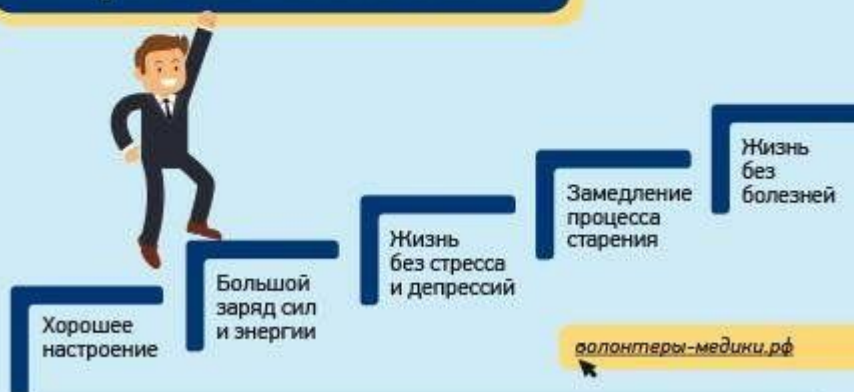 Хорошее
настроение
Большой
заряд сил
и энергии
Жизнь
без стресса
и депрессий
Замедление
процесса
старения
Жизнь
без
болезней
волонтеры-медики.рф